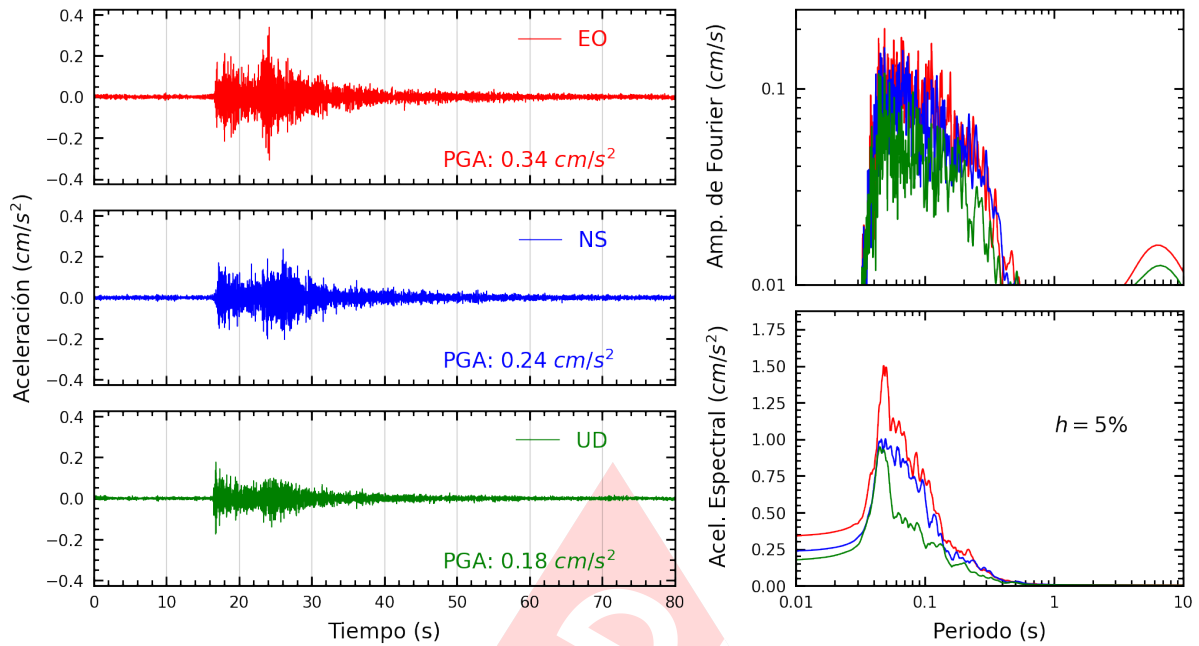 Aceleración (cm/s²)
0.4
0.2
0.0
−0.2
−0.4
EO
PGA: 0.34 cm/s²
0.4
0.2
0.0
−0.2
−0.4
NS
PGA: 0.24 cm/s²
0.4
0.2
0.0
−0.2
−0.4
UD
PGA: 0.18 cm/s²
0 10 20 30 40 50 60 70 80
Tiempo (s)
Amp. de Fourier (cm/s)
0.1
0.01
Acel. Espectral (cm/s²)
1.75
1.50
1.25
1.00
0.75
0.50
0.25
0.00
h = 5%
0.01 0.1 1 10
Periodo (s)